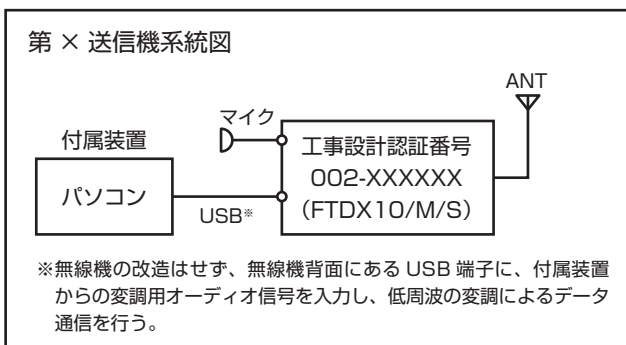 第 × 送信機系統図
ANT
マイク
付属装置
工事設計認証番号
パソコン
002-XXXXXX
USB※
(FTDX10/M/S)
※無線機の改造はせず、無線機背面にある USB 端子に、付属装置
からの変調用オーディオ信号を入力し、低周波の変調によるデータ
通信を行う。